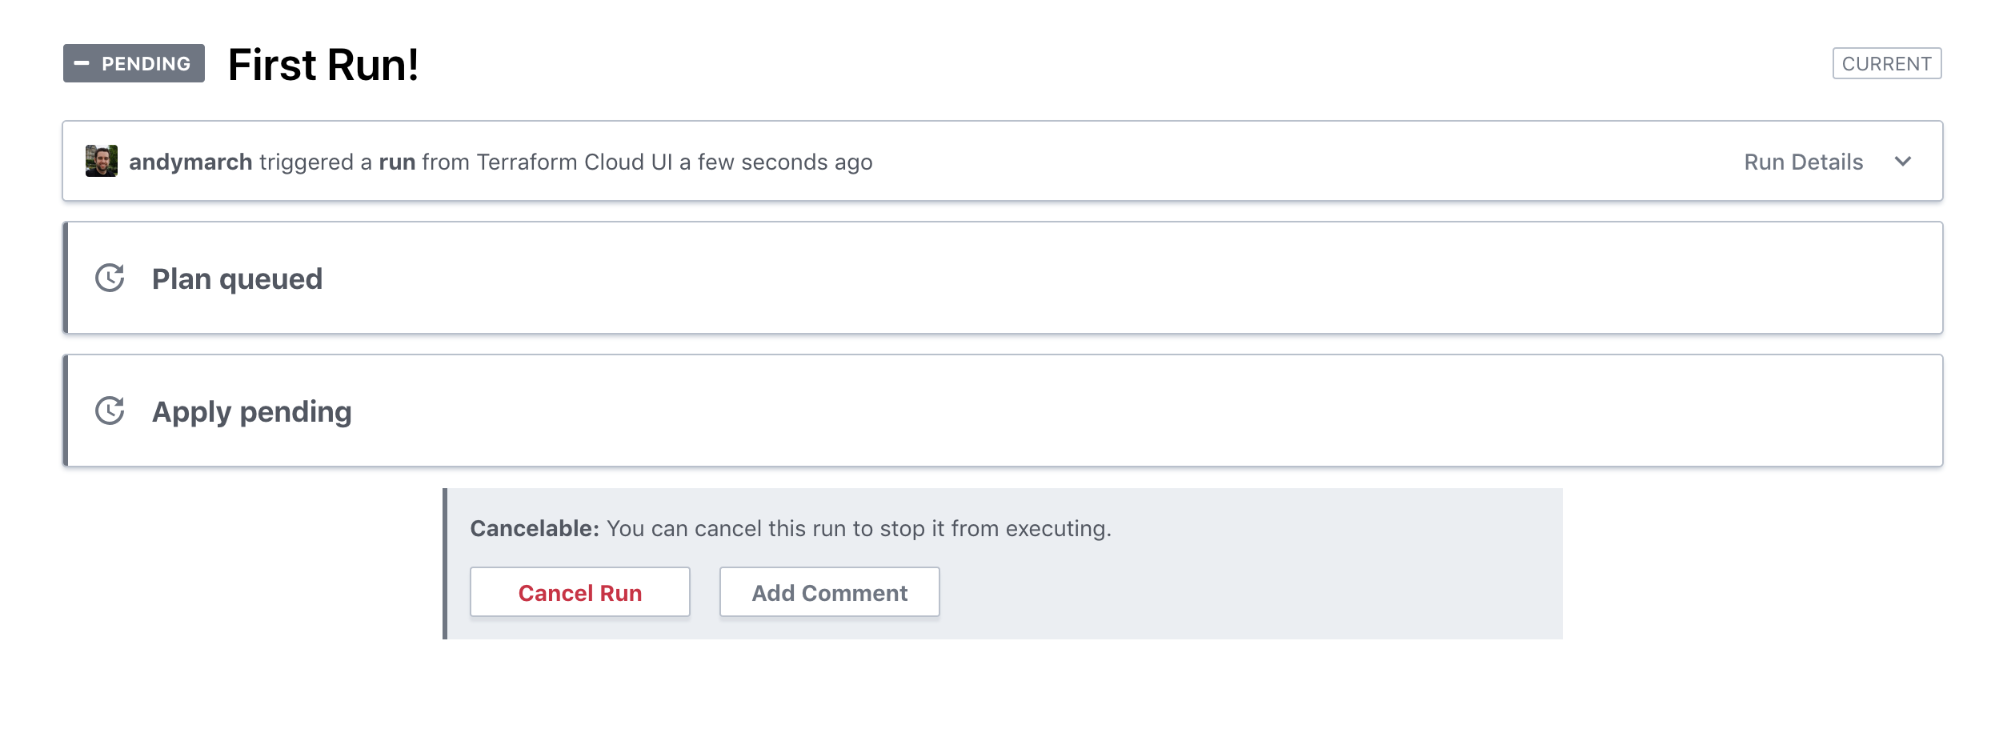 PENDING First Run! CURRENT
andymarch triggered a run from Terraform Cloud UI a few seconds ago Run Details
Plan queued
Apply pending
Cancelable: You can cancel this run to stop it from executing.
Cancel Run Add Comment